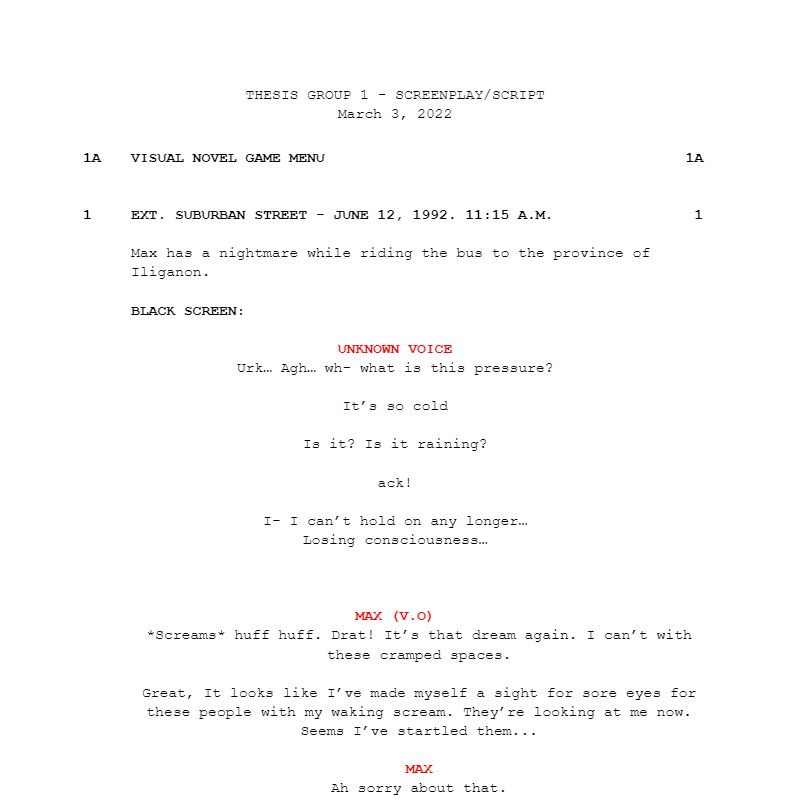 THESIS GROUP 1 - SCREENPLAY/SCRIPT
March 3, 2022
1A VISUAL NOVEL GAME MENU 1A
1 EXT. SUBURBAN STREET - JUNE 12, 1992. 11:15 A.M. 1
Max has a nightmare while riding the bus to the province of
Iliganon.
BLACK SCREEN:
UNKNOWN VOICE
Urk… Agh… wh- what is this pressure?
It’s so cold
Is it? Is it raining?
ack!
I- I can’t hold on any longer…
Losing consciousness…
MAX (V.O)
*Screams* huff huff. Drat! It’s that dream again. I can’t with
these cramped spaces.
Great, It looks like I’ve made myself a sight for sore eyes for
these people with my waking scream. They’re looking at me now.
Seems I’ve startled them...
MAX
Ah sorry about that.